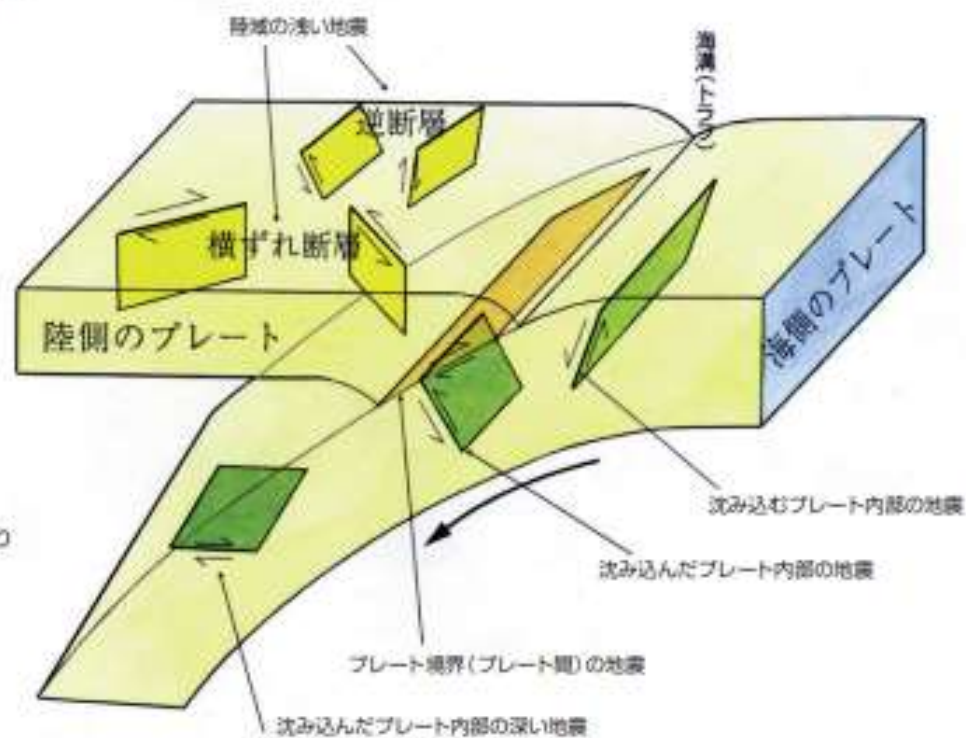 陸域の浅い地震
海溝(トラフ)
逆断層
横ずれ断層
陸側のプレート
海側のプレート
沈み込むプレート内部の地震
沈み込んだプレート内部の地震
プレート境界(プレート間)の地震
沈み込んだプレート内部の深い地震